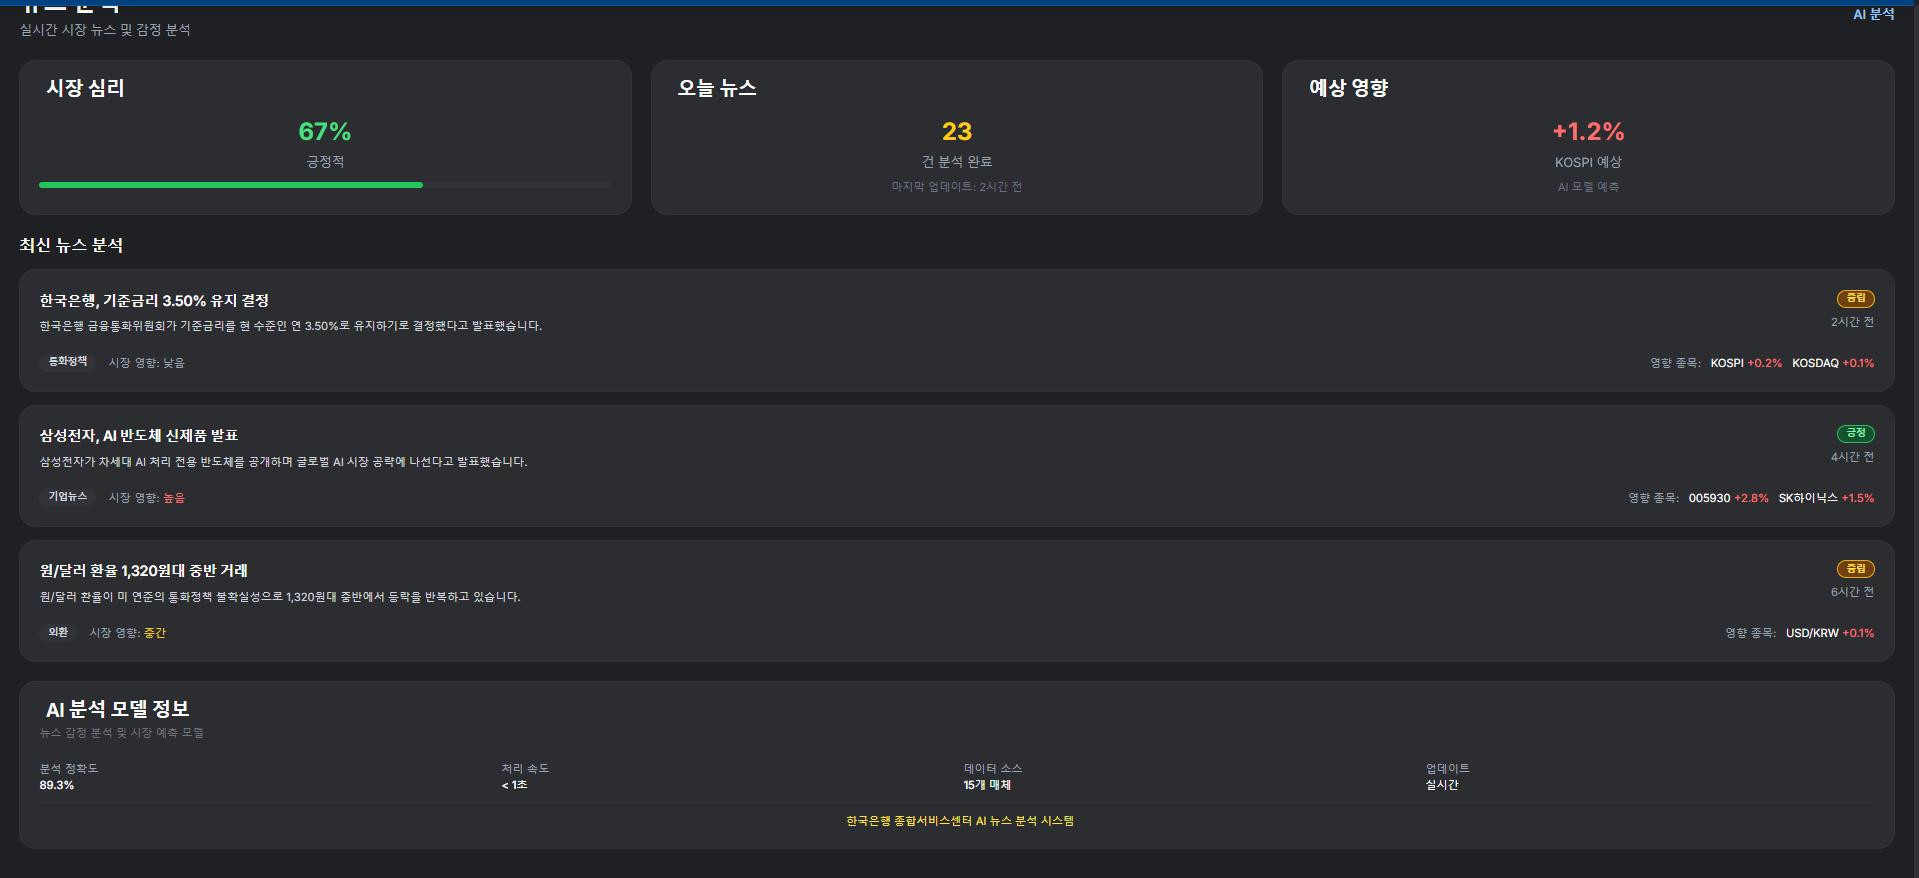 AI 분석
실시간 시장 뉴스 및 감정 분석
시장 심리
67%
긍정적
오늘 뉴스
23
건 분석 완료
마지막 업데이트: 2시간 전
예상 영향
+1.2%
KOSPI 예상
AI 모델 예측
최신 뉴스 분석
한국은행, 기준금리 3.50% 유지 결정
중립
한국은행 금융통화위원회가 기준금리를 현 수준인 연 3.50%로 유지하기로 결정했다고 발표했습니다.
2시간 전
통화정책 시장 영향: 낮음
영향 종목: KOSPI +0.2% KOSDAQ +0.1%
삼성전자, AI 반도체 신제품 발표
긍정
삼성전자가 차세대 AI 처리 전용 반도체를 공개하며 글로벌 AI 시장 공략에 나선다고 발표했습니다.
4시간 전
기업뉴스 시장 영향: 높음
영향 종목: 005930 +2.8% SK하이닉스 +1.5%
원/달러 환율 1,320원대 중반 거래
중립
원/달러 환율이 미 연준의 통화정책 불확실성으로 1,320원대 중반에서 등락을 반복하고 있습니다.
6시간 전
외환 시장 영향: 중간
영향 종목: USD/KRW +0.1%
AI 분석 모델 정보
뉴스 감정 분석 및 시장 예측 모델
분석 정확도
89.3%
처리 속도
< 1초
데이터 소스
15개 매체
업데이트
실시간
한국은행 종합서비스센터 AI 뉴스 분석 시스템